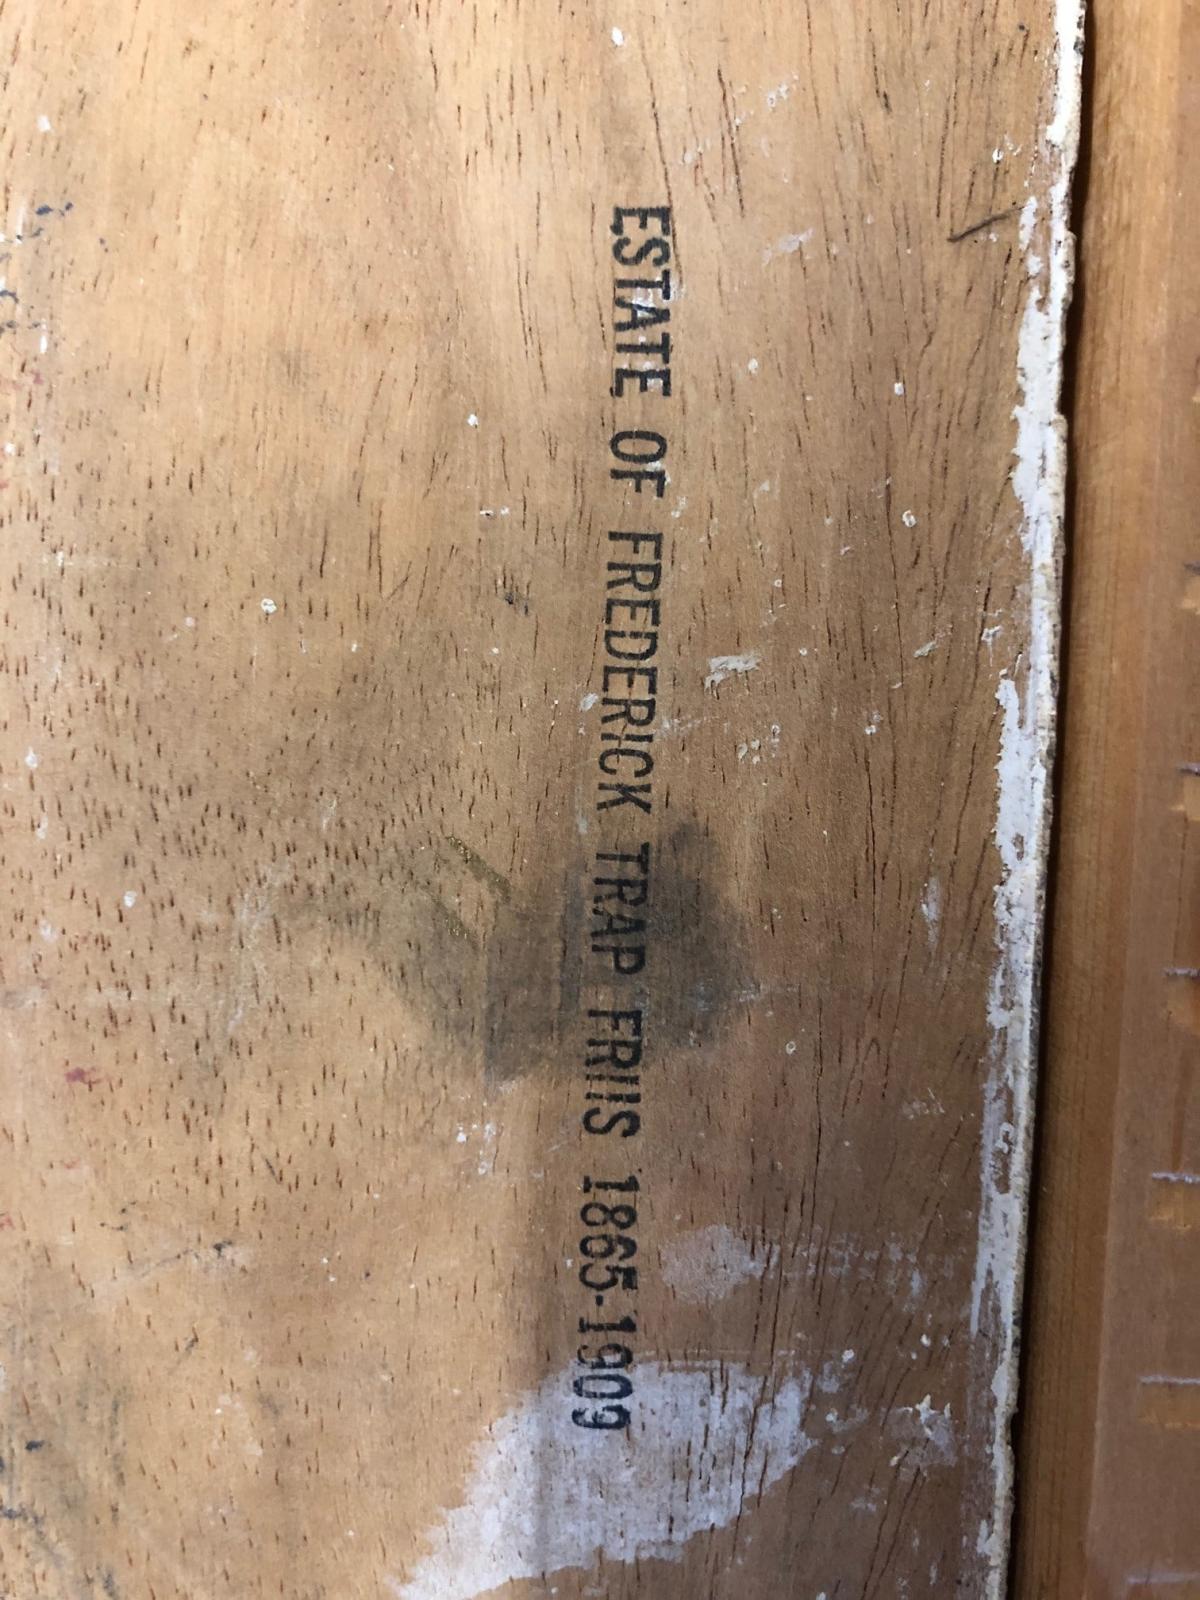 ESTATE OF FREDERICK TRAP FRIIS 1865-1909